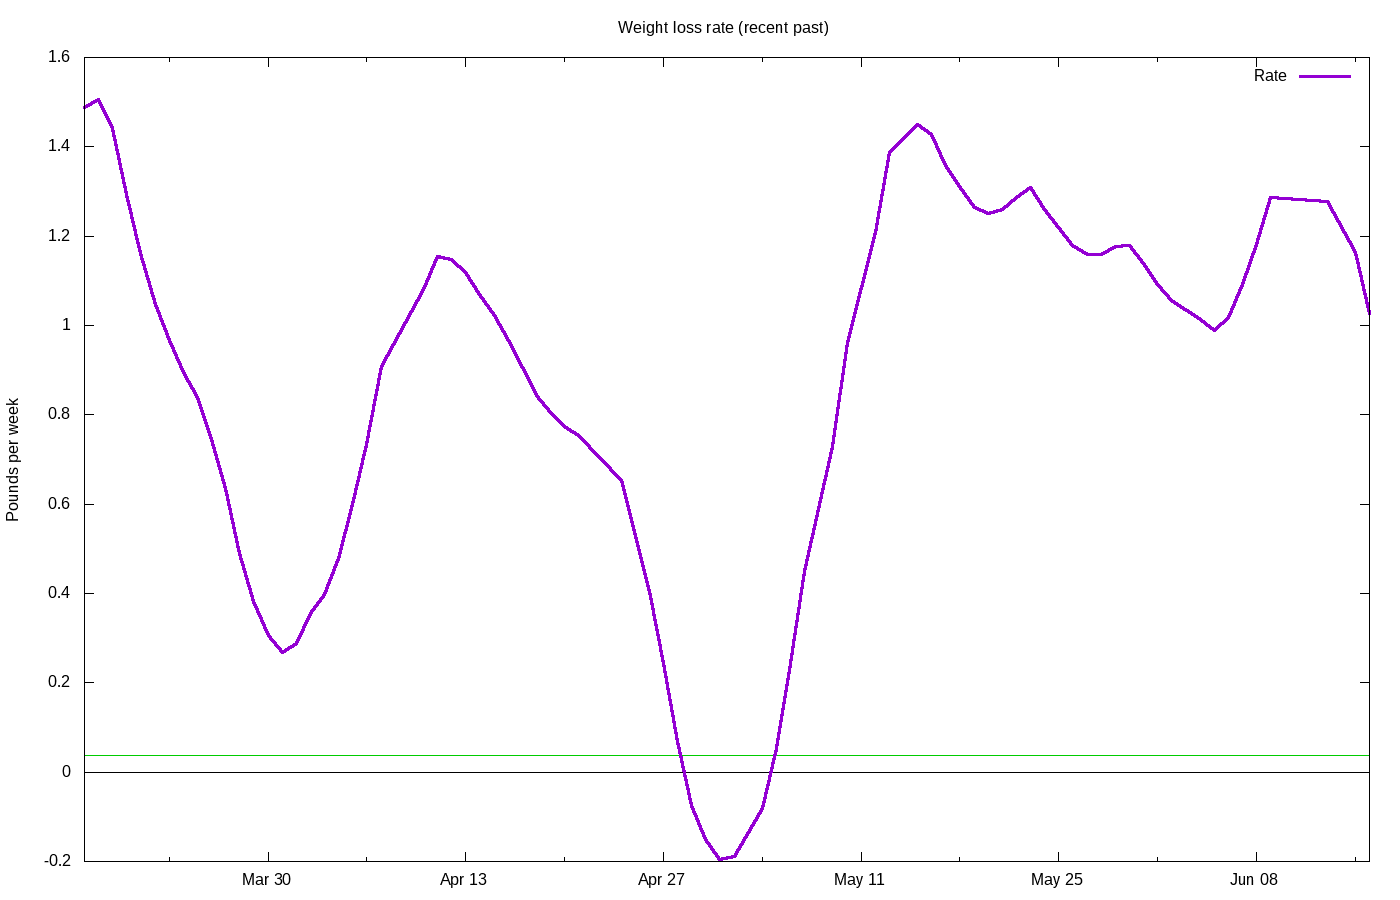 Weight loss rate (recent past)
Rate
Pounds per week
1.6
1.4
1.2
1
0.8
0.6
0.4
0.2
0
-0.2
Mar 30
Apr 13
Apr 27
May 11
May 25
Jun 08